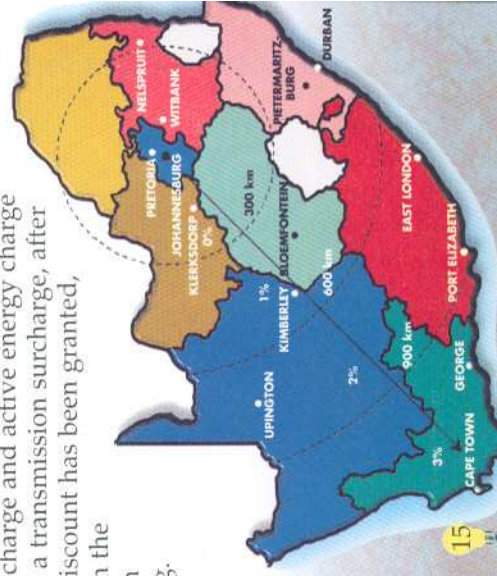 charge and active energy charge
a transmission surcharge, after
iscount has been granted,
n the
g.
NELSPRUIT
WITBANK
PRETORIA
JOHANNESBURG
KLERKSDORP
0%
300 km
PIETERMARITZ-
BURG
DURBAN
BLOEMFONTEIN
KIMBERLEY
1%
600 km
UPINGTON
2%
900 km
EAST LONDON
PORT ELIZABETH
GEORGE
3%
CAPE TOWN
15